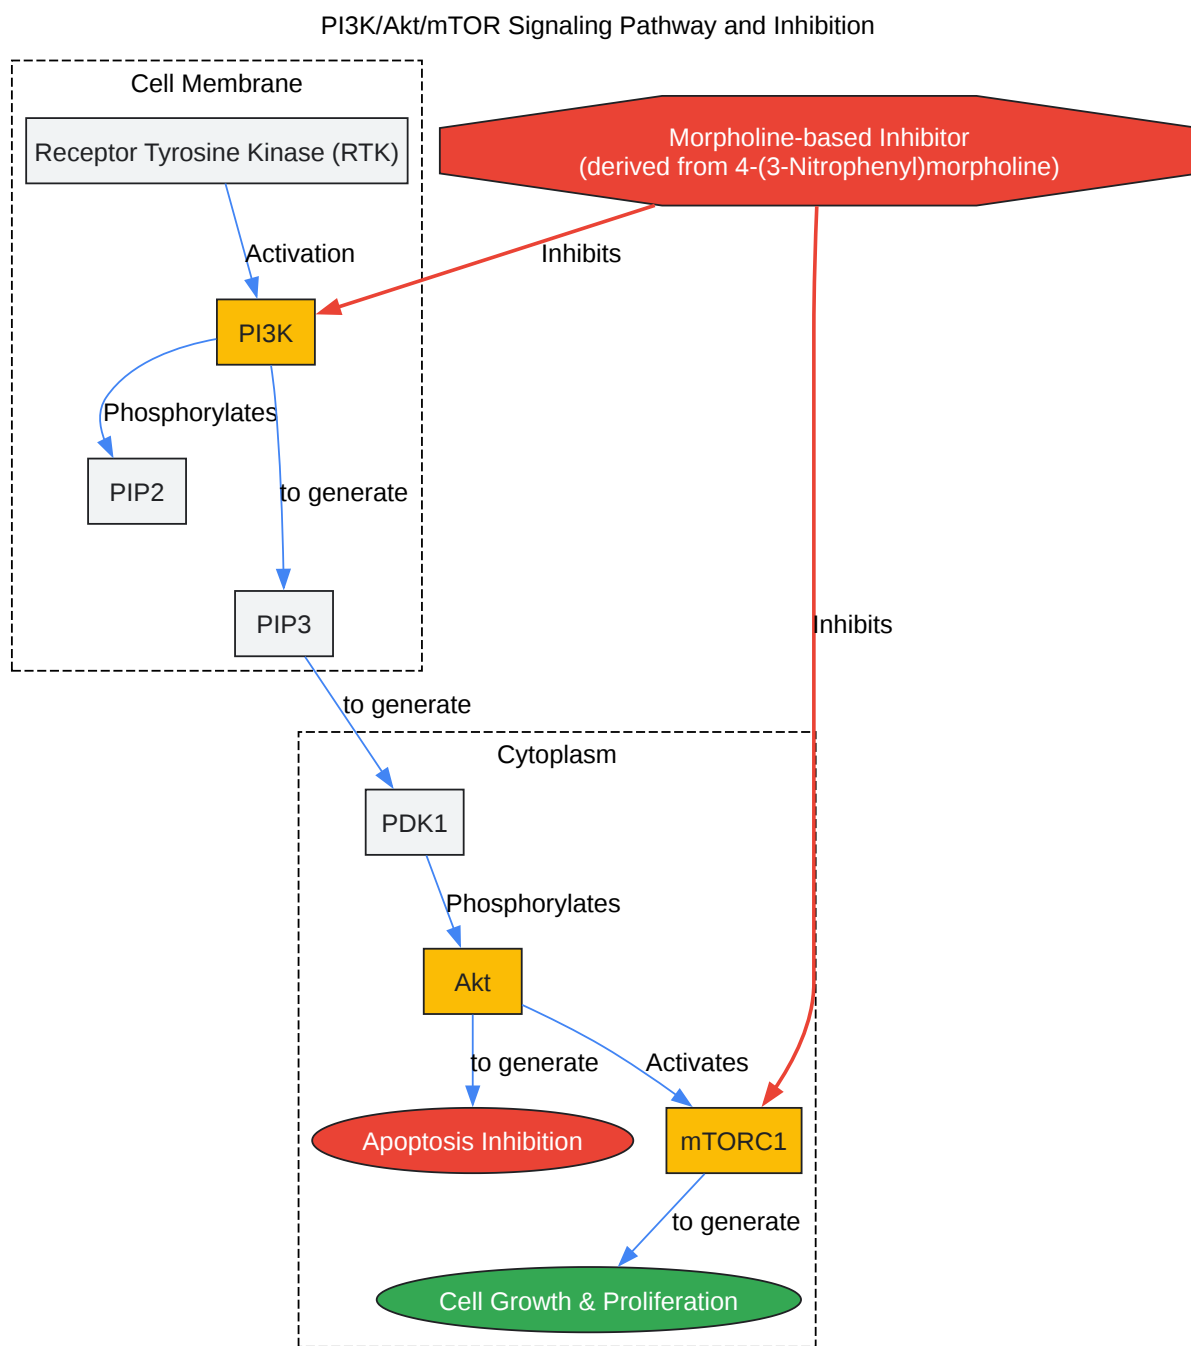 PI3K/Akt/mTOR Signaling Pathway and Inhibition
Cell Membrane
Receptor Tyrosine Kinase (RTK)
Morpholine-based Inhibitor
(derived from 4-(3-Nitrophenyl)morpholine)
Activation
Inhibits
PI3K
Phosphorylates
PIP2
to generate
PIP3
Inhibits
to generate
Cytoplasm
PDK1
Phosphorylates
Akt
to generate
Activates
Apoptosis Inhibition
mTORC1
to generate
Cell Growth & Proliferation